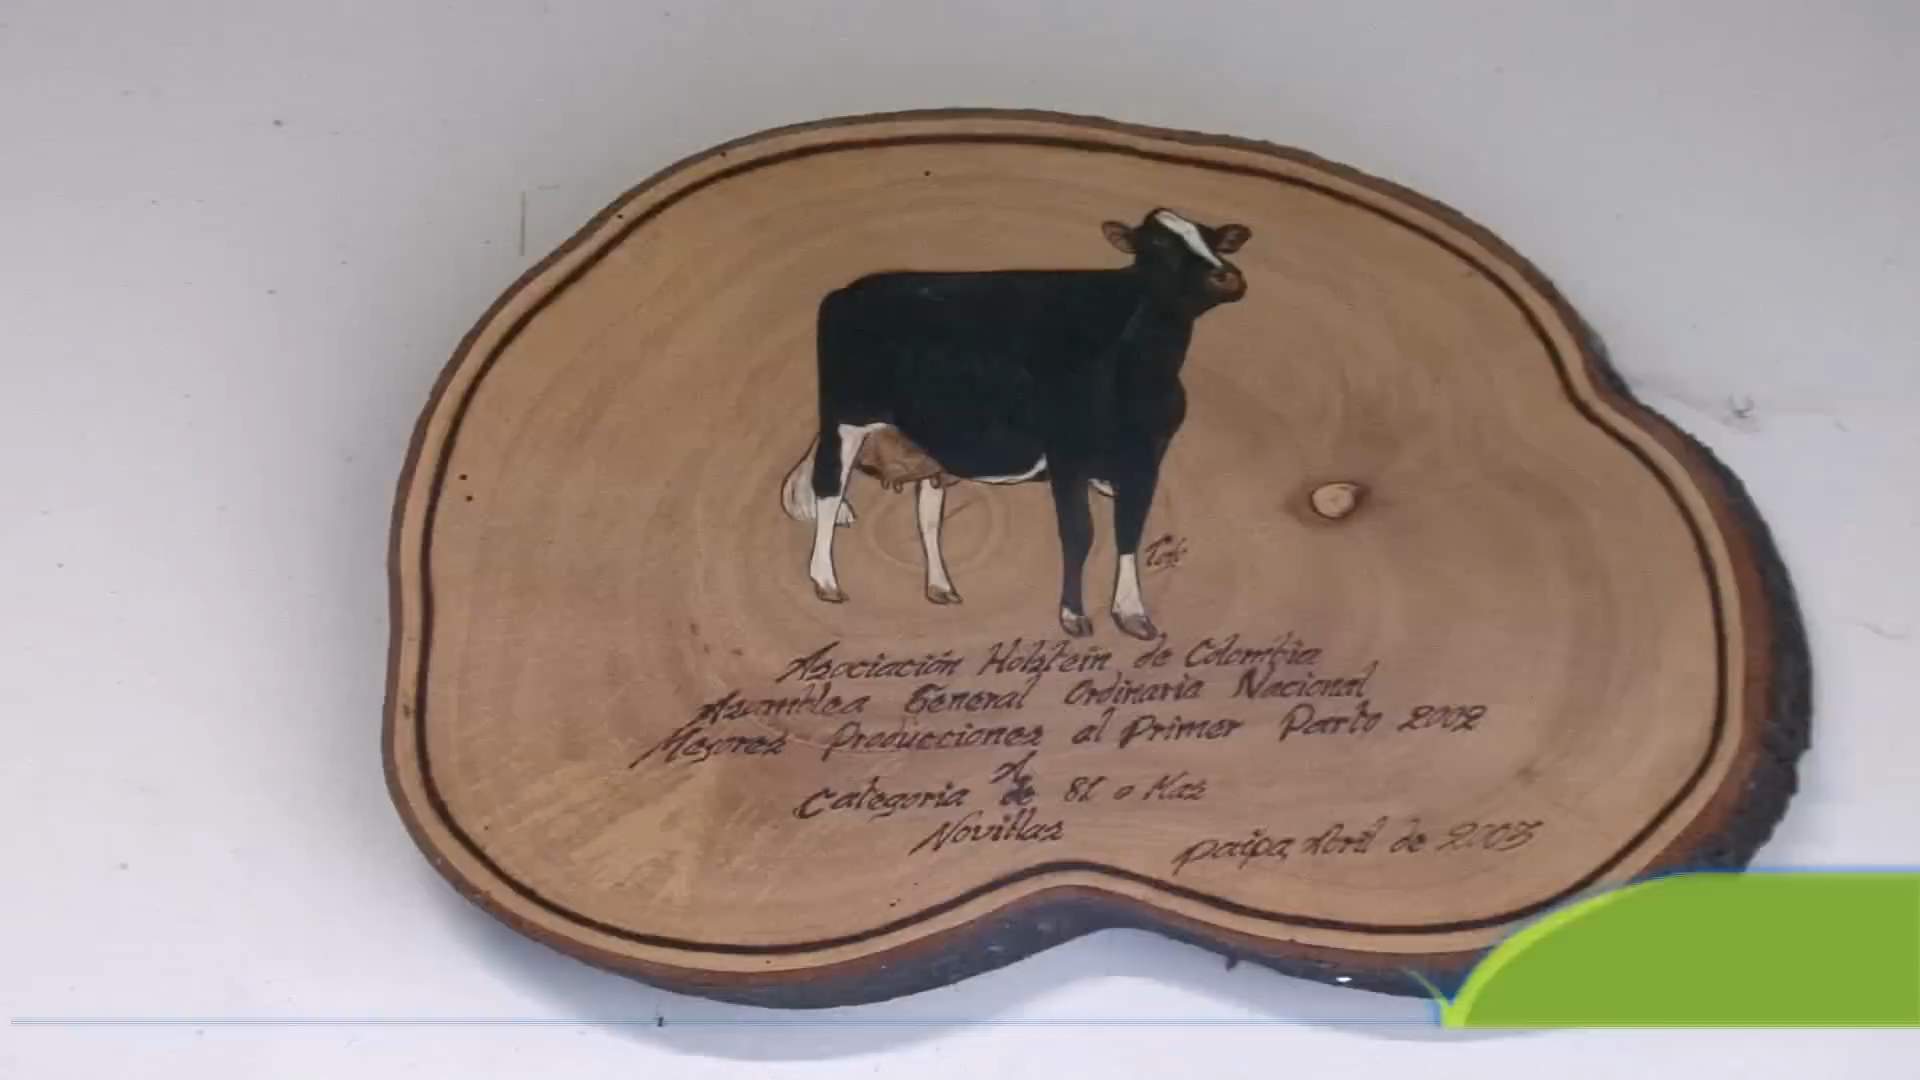 Asociación Holstein de Colombia
Asamblea General Ordinaria Nacional
Mejores Producciones al Primer Parto 2002
A
Categoria de 81 o Mas
Novillas
Paipa, Abril de 2003